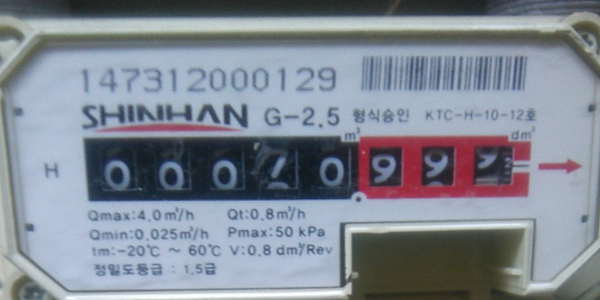 147312000129
SHINHAN G-2.5 형식승인 KTC-H-10-12호
m³ dm³
H 0 0 0 0 9 9
Qmax:4.0m³/h Qt:0.8m³/h
Qmin:0.025m³/h Pmax:50 kPa
tm:-20℃ ~ 60℃ V:0.8 dm³/Rev
정밀도등급 : 1.5급